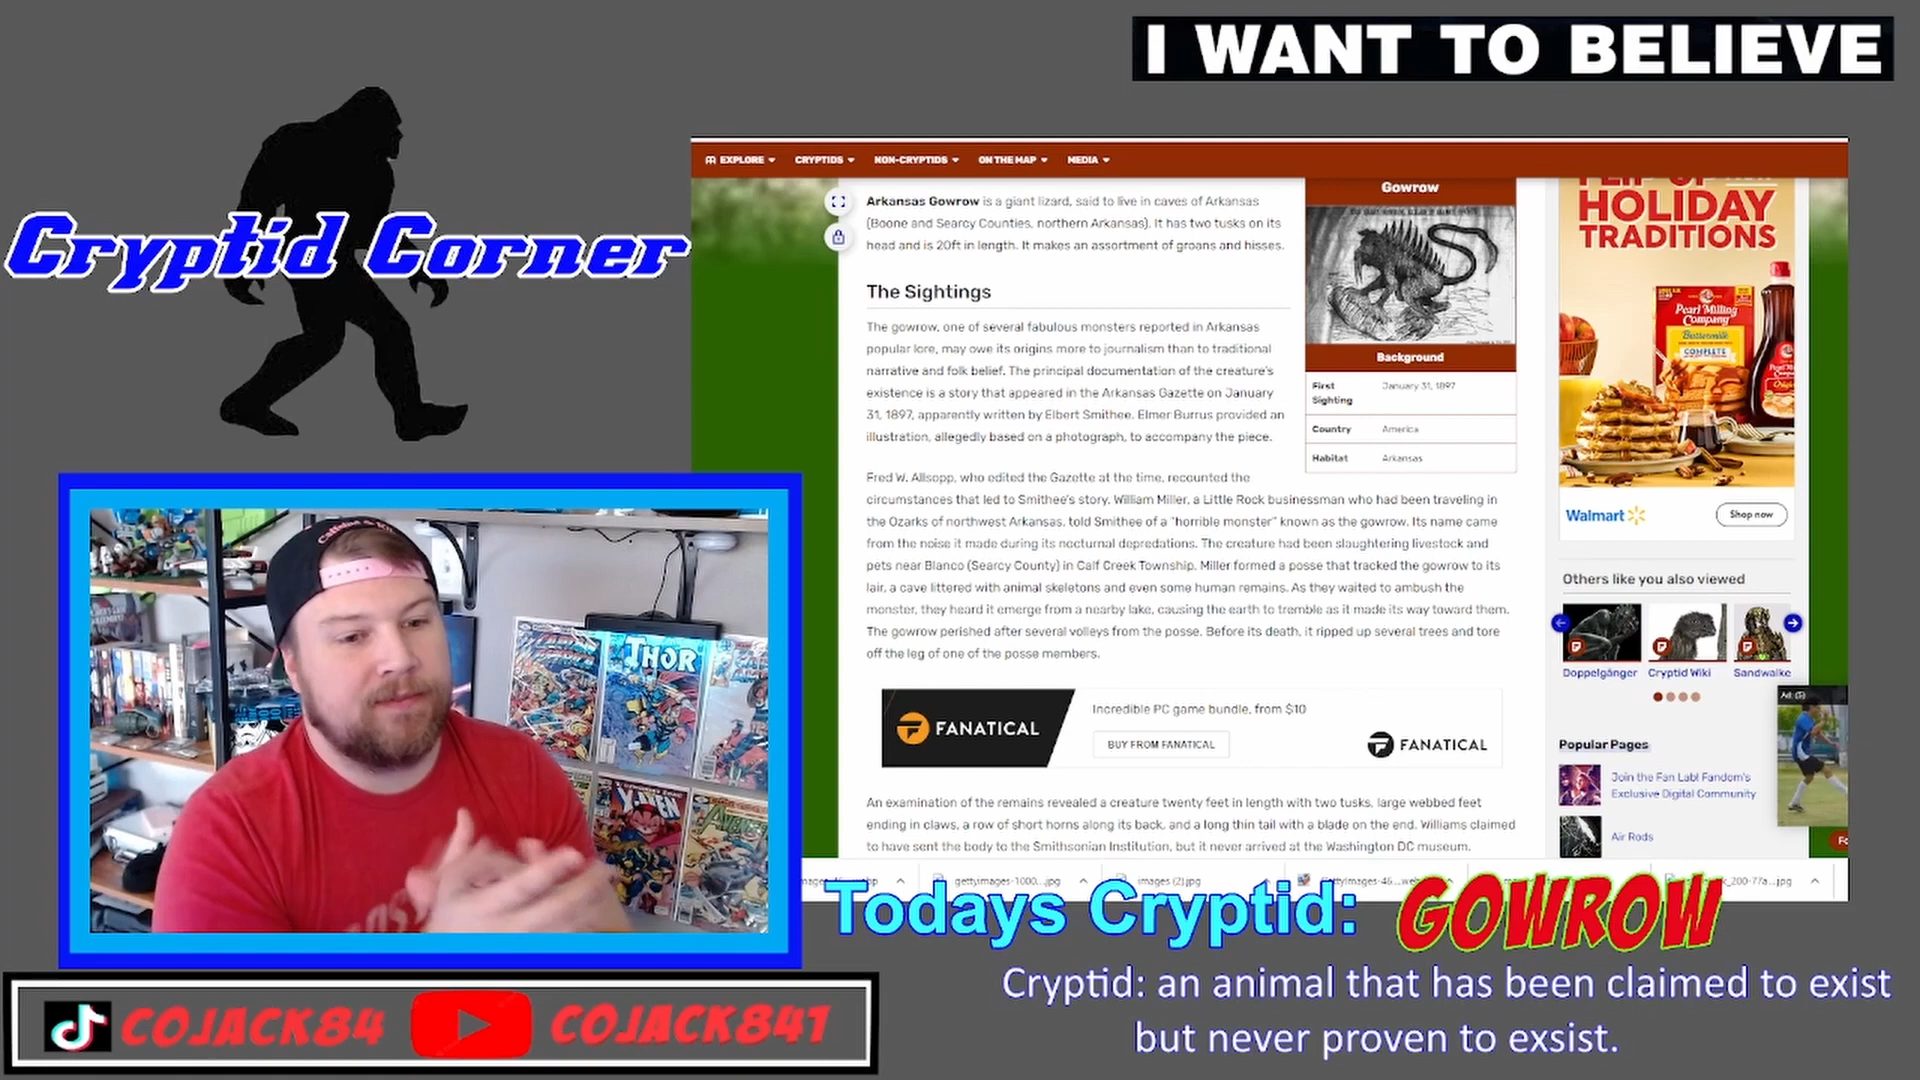 I WANT TO BELIEVE
Cryptid Corner
EXPLORE
CRYPTIDS
NON-CRYPTIDS
ON THE MAP
MEDIA
Arkansas Gowrow is a giant lizard, said to live in caves of Arkansas
(Boone and Searcy Counties, northern Arkansas). It has two tusks on its
head and is 20ft in length. It makes an assortment of groans and hisses.
The Sightings
The gowrow, one of several fabulous monsters reported in Arkansas
popular lore, may owe its origins more to journalism than to traditional
narrative and folk belief. The principal documentation of the creature's
existence is a story that appeared in the Arkansas Gazette on January
31, 1897, apparently written by Elbert Smithee. Elmer Burrus provided an
illustration, allegedly based on a photograph, to accompany the piece.
Fred W. Allsopp, who edited the Gazette at the time, recounted the
circumstances that led to Smithee's story. William Miller, a Little Rock businessman who had been traveling in
the Ozarks of northwest Arkansas, told Smithee of a "horrible monster" known as the gowrow. Its name came
from the noise it made during its nocturnal depredations. The creature had been slaughtering livestock and
pets near Blanco (Searcy County) in Calf Creek Township. Miller formed a posse that tracked the gowrow to its
lair, a cave littered with animal skeletons and even some human remains. As they waited to ambush the
monster, they heard it emerge from a nearby lake, causing the earth to tremble as it made its way toward them.
The gowrow perished after several volleys from the posse. Before its death, it ripped up several trees and tore
off the leg of one of the posse members.
FANATICAL
Incredible PC game bundle, from $10
BUY FROM FANATICAL
FANATICAL
An examination of the remains revealed a creature twenty feet in length with two tusks, large webbed feet
ending in claws, a row of short horns along its back, and a long thin tail with a blade on the end. Williams claimed
to have sent the body to the Smithsonian Institution, but it never arrived at the Washington DC museum.
Gowrow
Background
First Sighting January 31, 1897
Country America
Habitat Arkansas
HOLIDAY
TRADITIONS
Pearl Milling
Company
Buttermilk
COMPLETE
Walmart
Shop now
Others like you also viewed
Doppelgänger
Cryptid Wiki
Sandwalke
Ad: (5)
Popular Pages
Join the Fan Lab! Fandom's
Exclusive Digital Community
Air Rods
Fo
gettyimages-1000...jpg
images (2).jpg
THOR
X-MEN
Todays Cryptid: GOWROW
Cryptid: an animal that has been claimed to exist
but never proven to exsist.
COJACK84
COJACK841